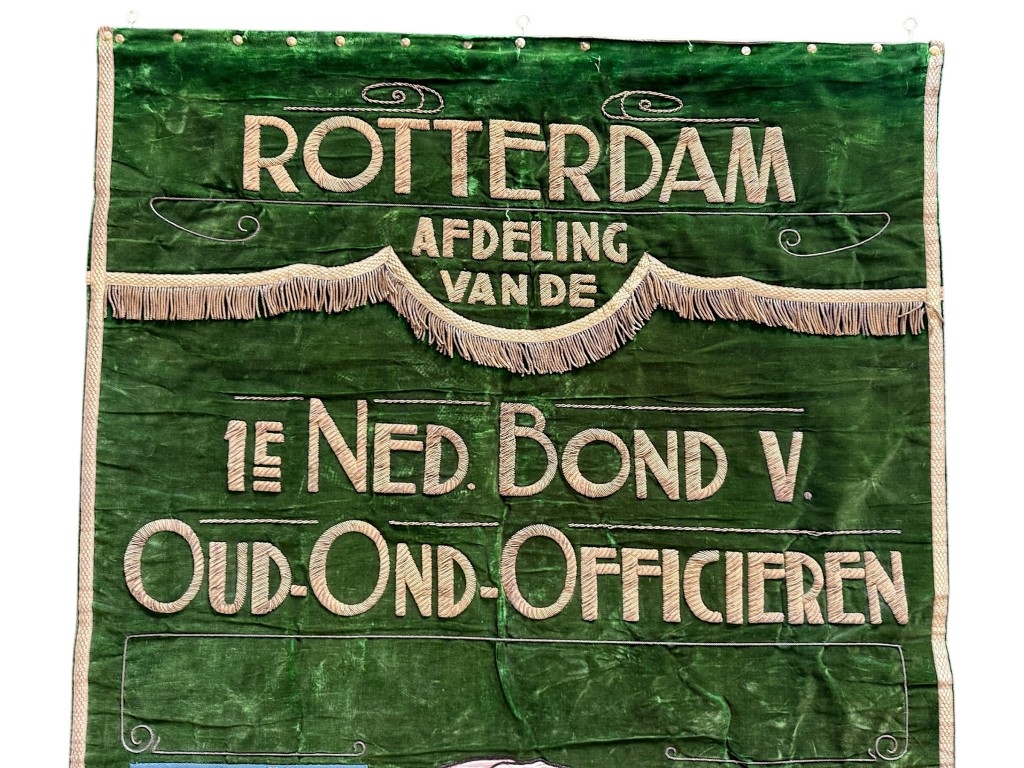 ROTTERDAM
AFDELING
VAN DE
1E NED. BOND V.
OUD-OND-OFFICIEREN